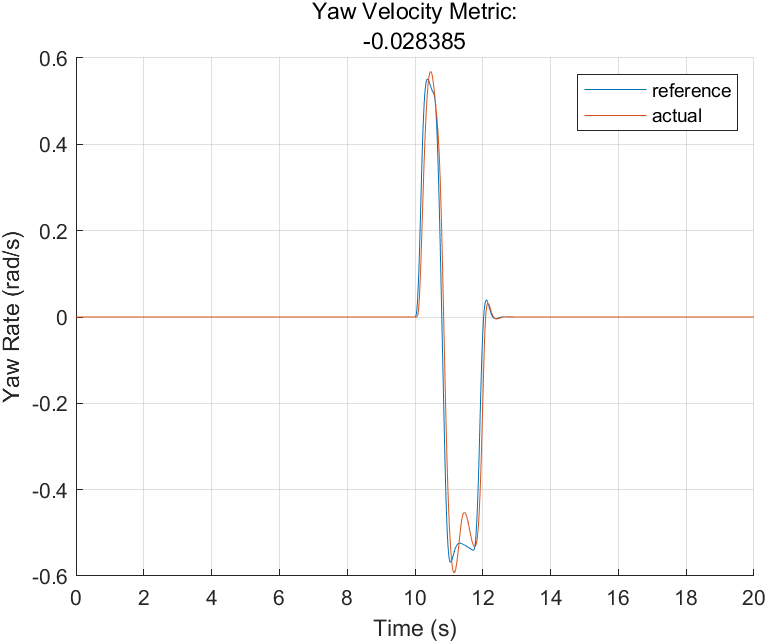 Yaw Velocity Metric:
-0.028385
reference
actual
0.6
0.4
0.2
0
-0.2
-0.4
-0.6
Yaw Rate (rad/s)
0 2 4 6 8 10 12 14 16 18 20
Time (s)